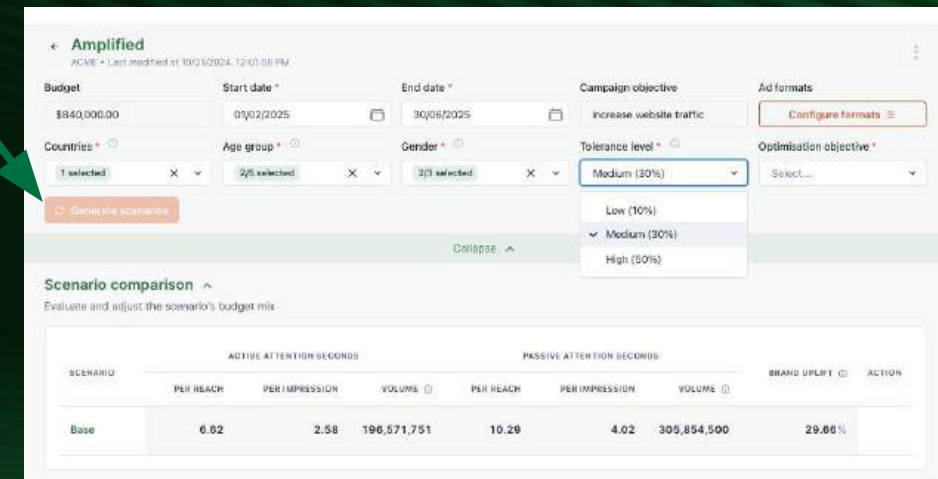 Amplified
ACME • Last modified at 10/21/2024, 12:01:58 PM
Budget Start date * End date * Campaign objective Ad formats
$840,000.00 01/02/2025 30/06/2025 Increase website traffic Configure formats
Countries * Age group * Gender * Tolerance level * Optimisation objective *
1 selected 2/5 selected 2/3 selected Medium (30%) Select...
Generate scenarios
Low (10%)
Medium (30%)
High (50%)
Collapse
Scenario comparison
Evaluate and adjust the scenario's budget mix
ACTIVE ATTENTION SECONDS PASSIVE ATTENTION SECONDS
SCENARIO BRAND UPLIFT ACTION
PER REACH PER IMPRESSION VOLUME PER REACH PER IMPRESSION VOLUME
Base 6.62 2.58 196,571,751 10.29 4.02 305,854,500 29.66%